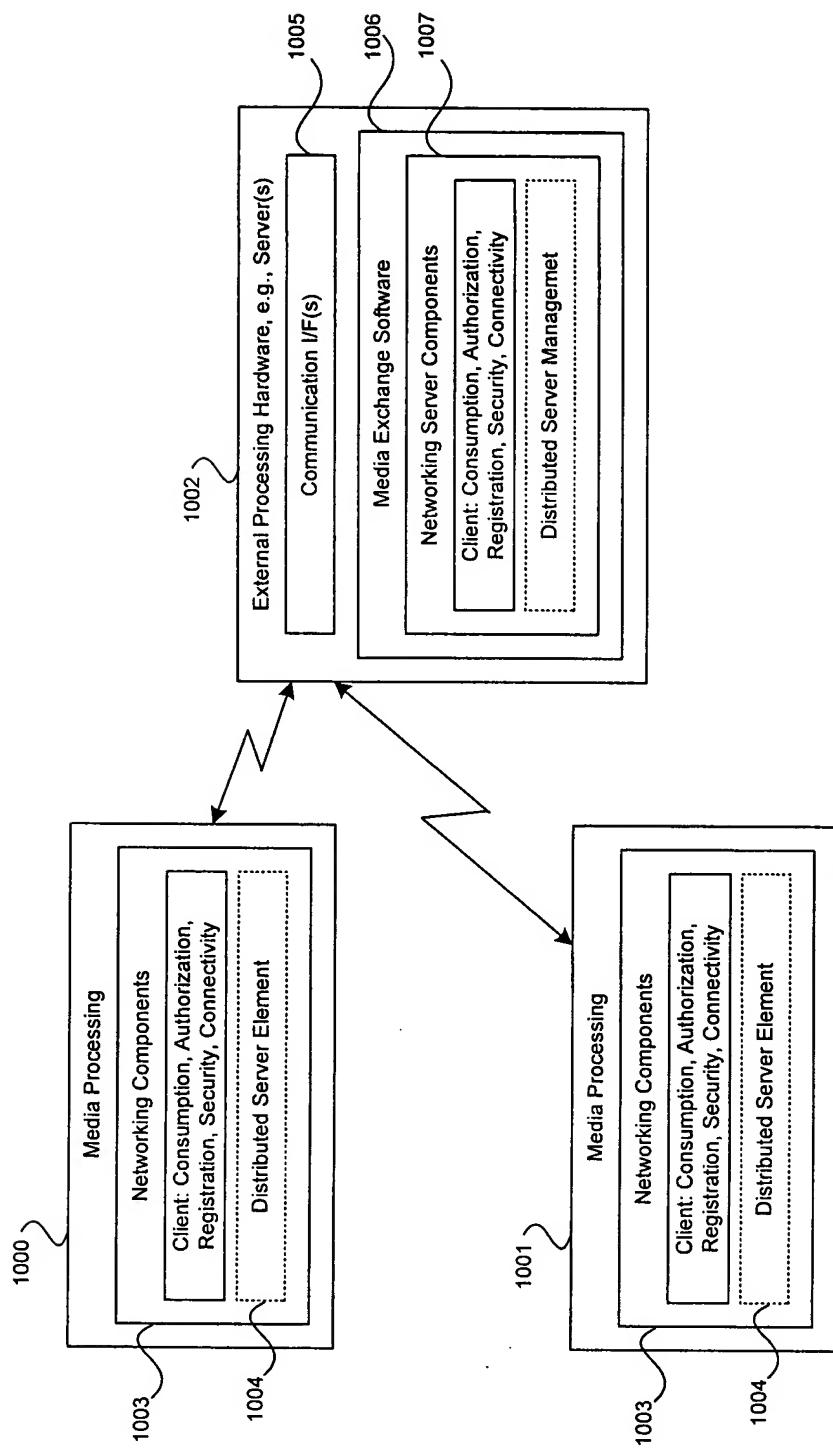 1000
Media Processing
Networking Components
Client: Consumption, Authorization,
Registration, Security, Connectivity
Distributed Server Element
1003
1004
1002
External Processing Hardware, e.g., Server(s)
Communication I/F(s)
Media Exchange Software
Networking Server Components
Client: Consumption, Authorization,
Registration, Security, Connectivity
Distributed Server Managemet
1005
1006
1007
1001
Media Processing
Networking Components
Client: Consumption, Authorization,
Registration, Security, Connectivity
Distributed Server Element
1003
1004